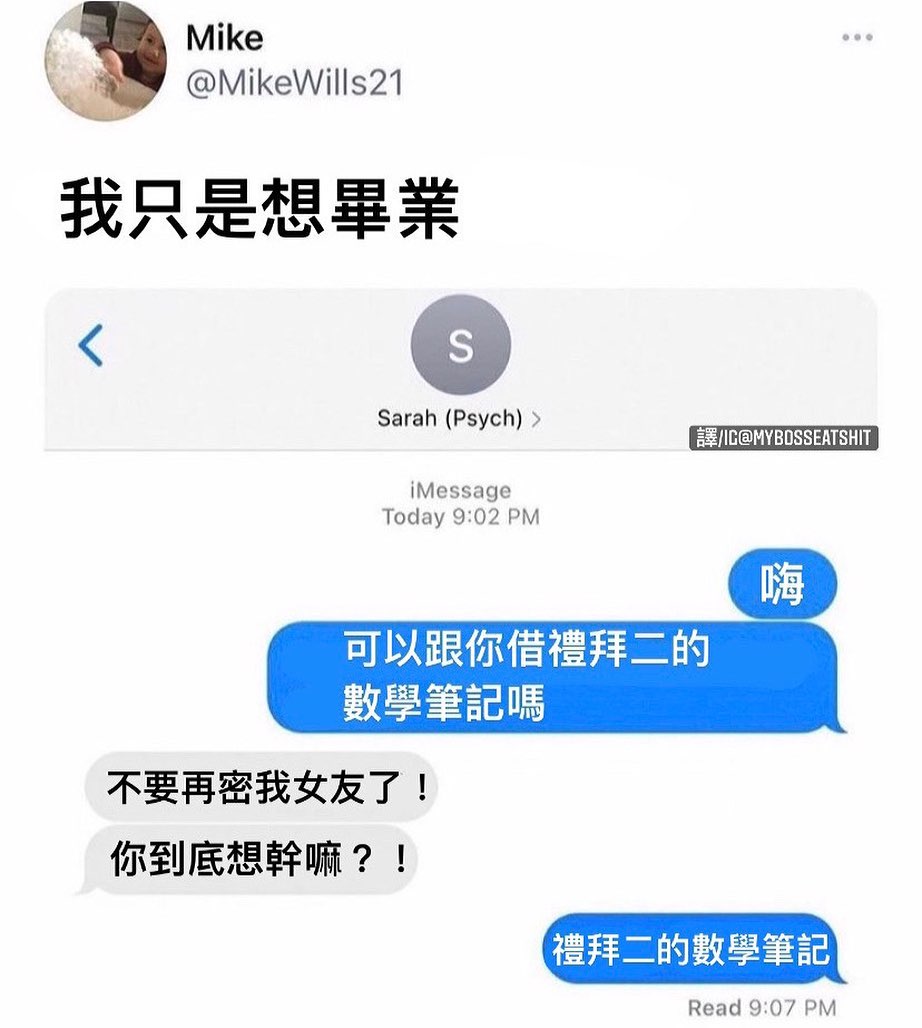 Mike
@MikeWills21
我只是想畢業
S
Sarah (Psych)
譯/IG@MYBOSSEATSHIT
iMessage
Today 9:02 PM
嗨
可以跟你借禮拜二的
數學筆記嗎
不要再密我女友了！
你到底想幹嘛？！
禮拜二的數學筆記
Read 9:07 PM